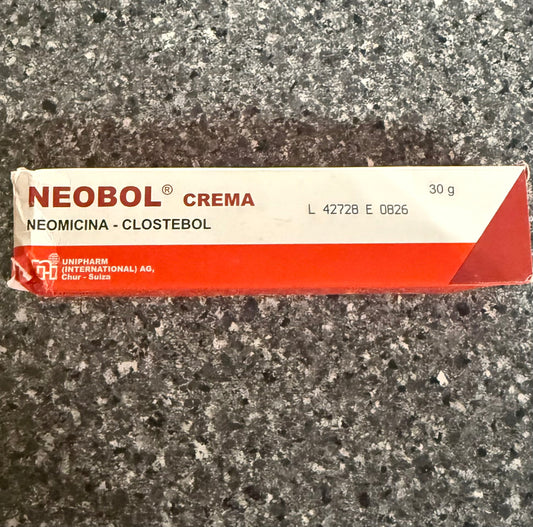 NEOBOL® CREMA
30 g
L 42728 E 0826
NEOMICINA - CLOSTEBOL
UNIPHARM
(INTERNATIONAL) AG,
Chur - Suiza